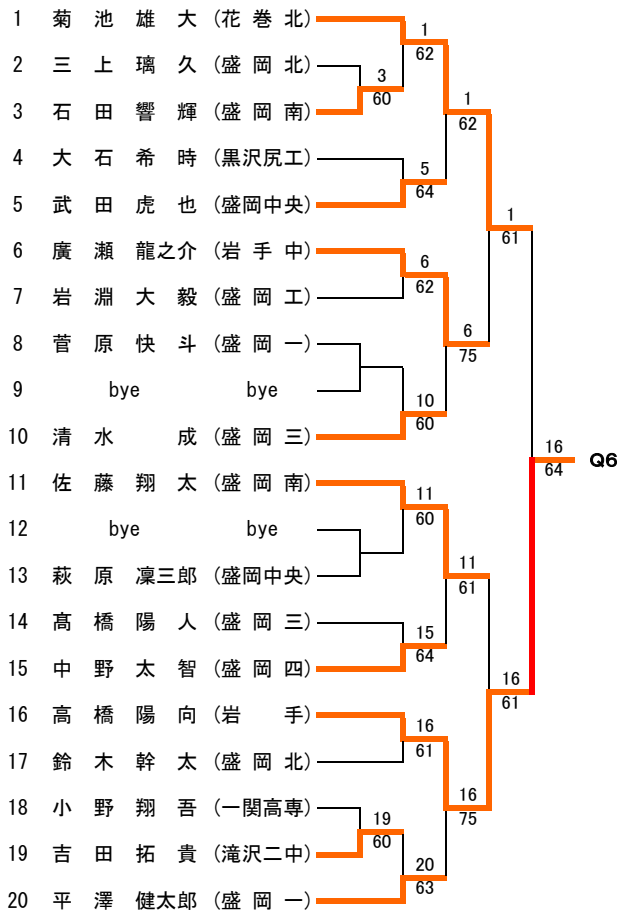 1 菊池雄大 (花巻北)
1
62
2 三上璃久 (盛岡北)
3
60
3 石田響輝 (盛岡南)
1
62
4 大石希時 (黒沢尻工)
5
64
5 武田虎也 (盛岡中央)
1
61
6 廣瀬龍之介 (岩手中)
6
62
7 岩淵大毅 (盛岡工)
6
75
8 菅原快斗 (盛岡一)
9 bye bye
10
60
10 清水成 (盛岡三)
16
64
Q6
11 佐藤翔太 (盛岡南)
11
60
12 bye bye
11
61
13 萩原凜三郎 (盛岡中央)
14 髙橋陽人 (盛岡三)
15
64
15 中野太智 (盛岡四)
16
61
16 高橋陽向 (岩手)
16
61
17 鈴木幹太 (盛岡北)
16
75
18 小野翔吾 (一関高専)
19
60
19 吉田拓貴 (滝沢二中)
20
63
20 平澤健太郎 (盛岡一)